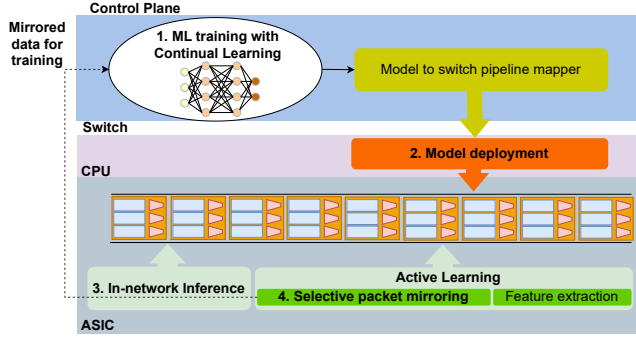 Control Plane
Mirrored
data for
training
1. ML training with
Continual Learning
Model to switch pipeline mapper
Switch
2. Model deployment
CPU
3. In-network Inference
Active Learning
4. Selective packet mirroring
Feature extraction
ASIC